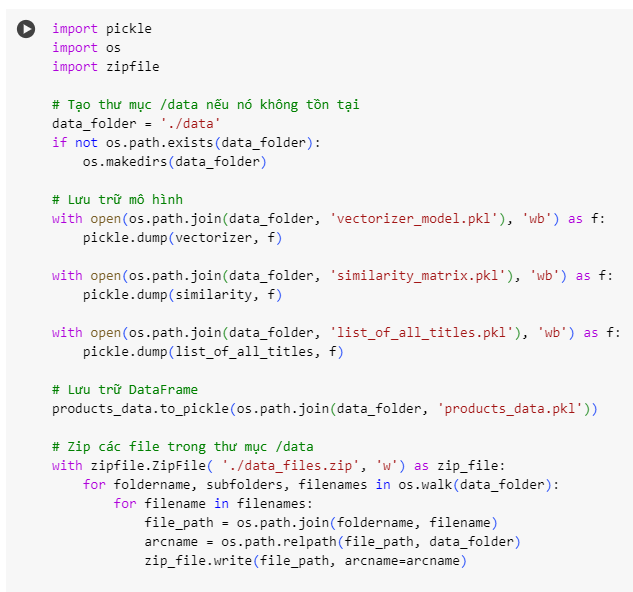 import pickle
import os
import zipfile

# Tạo thư mục /data nếu nó không tồn tại
data_folder = './data'
if not os.path.exists(data_folder):
    os.makedirs(data_folder)

# Lưu trữ mô hình
with open(os.path.join(data_folder, 'vectorizer_model.pkl'), 'wb') as f:
    pickle.dump(vectorizer, f)

with open(os.path.join(data_folder, 'similarity_matrix.pkl'), 'wb') as f:
    pickle.dump(similarity, f)

with open(os.path.join(data_folder, 'list_of_all_titles.pkl'), 'wb') as f:
    pickle.dump(list_of_all_titles, f)

# Lưu trữ DataFrame
products_data.to_pickle(os.path.join(data_folder, 'products_data.pkl'))

# Zip các file trong thư mục /data
with zipfile.ZipFile( './data_files.zip', 'w') as zip_file:
    for foldername, subfolders, filenames in os.walk(data_folder):
        for filename in filenames:
            file_path = os.path.join(foldername, filename)
            arcname = os.path.relpath(file_path, data_folder)
            zip_file.write(file_path, arcname=arcname)